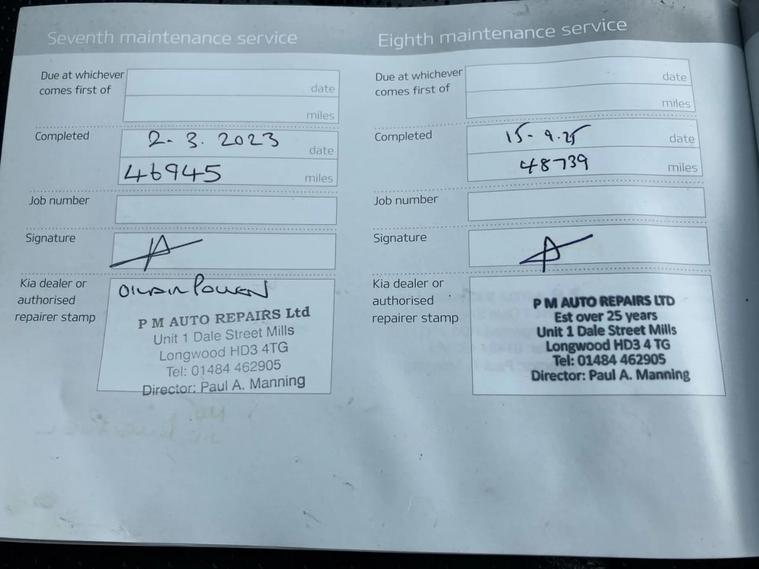 Seventh maintenance service
Due at whichever
comes first of
date
miles
Completed
2. 3. 2023
date
46945
miles
Job number
Signature
Kia dealer or
authorised
repairer stamp
P M AUTO REPAIRS Ltd
Unit 1 Dale Street Mills
Longwood HD3 4TG
Tel: 01484 462905
Director: Paul A. Manning
Eighth maintenance service
Due at whichever
comes first of
date
miles
Completed
15- 9.25
date
48739
miles
Job number
Signature
Kia dealer or
authorised
repairer stamp
P M AUTO REPAIRS LTD
Est over 25 years
Unit 1 Dale Street Mills
Longwood HD3 4 TG
Tel: 01484 462905
Director: Paul A. Manning